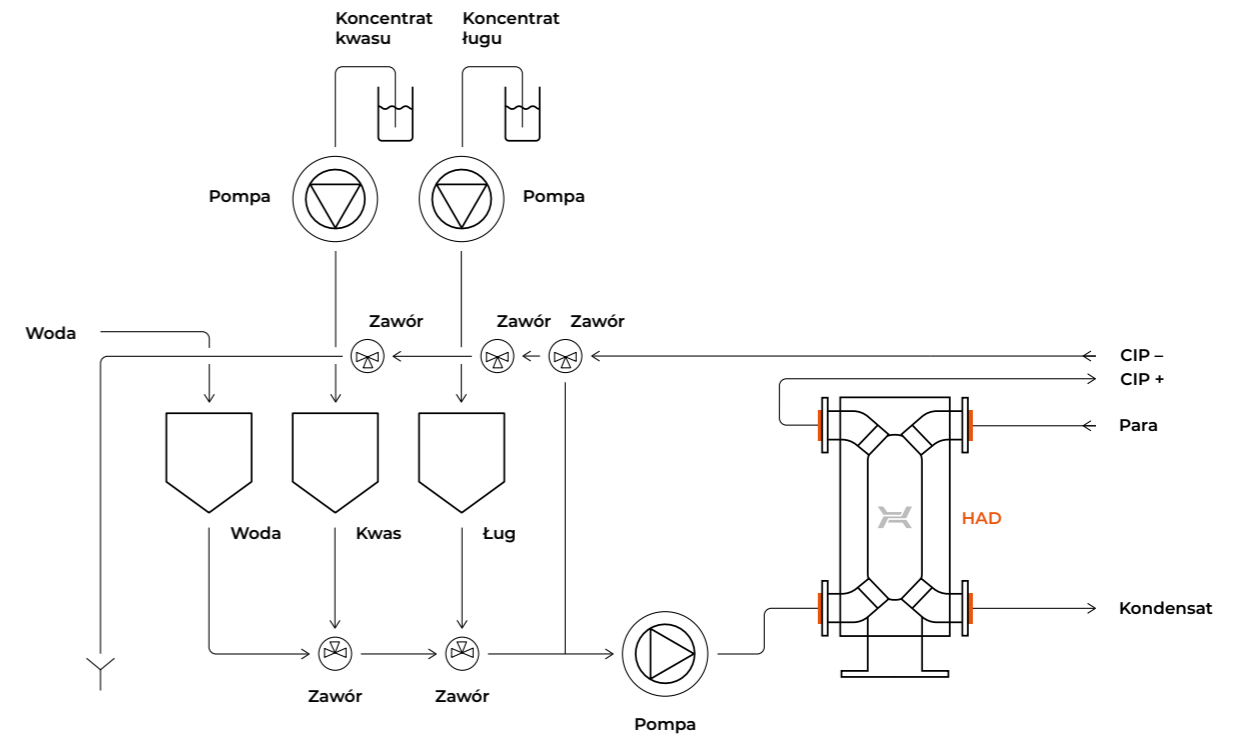 Koncentrat
kwasu
Koncentrat
ługu
Pompa
Pompa
Woda
Zawór
Zawór
Zawór
CIP –
CIP +
Para
HAD
Woda
Kwas
Ług
Kondensat
Zawór
Zawór
Pompa